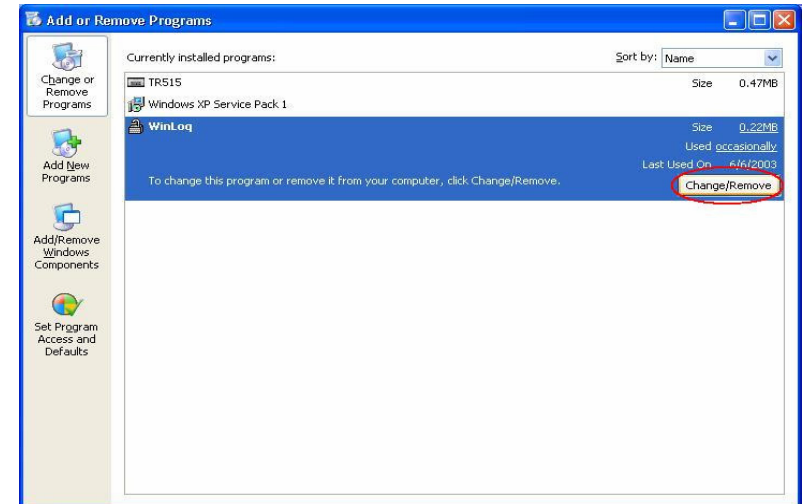 Add or Remove Programs
Change or
Remove
Programs
Add New
Programs
Add/Remove
Windows
Components
Set Program
Access and
Defaults
Currently installed programs:
Sort by: Name
TR515 Size 0.47MB
Windows XP Service Pack 1
WinLoq Size 0.22MB
Used occasionally
Last Used On 6/6/2003
To change this program or remove it from your computer, click Change/Remove.
Change/Remove